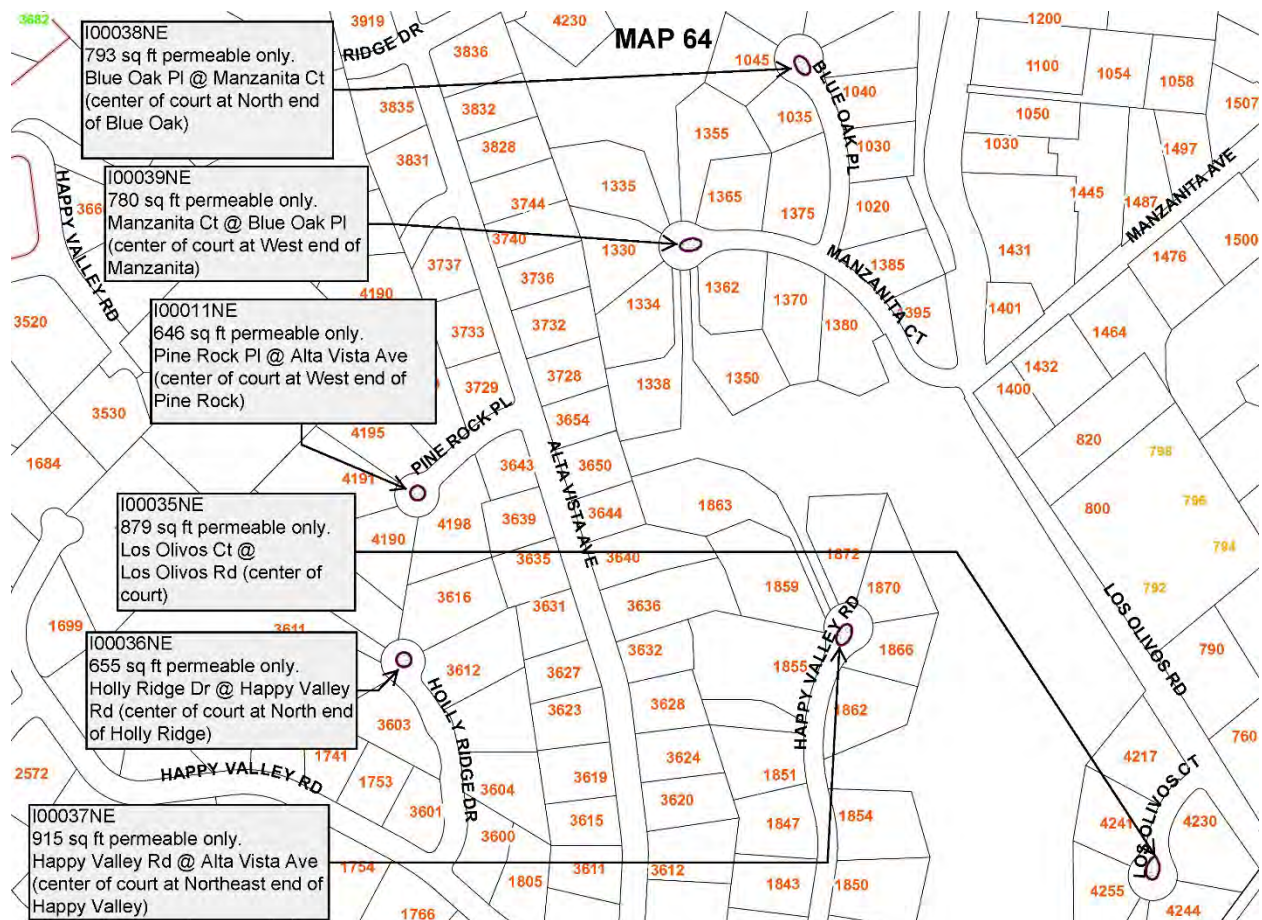 MAP 64
I00038NE
793 sq ft permeable only.
Blue Oak Pl @ Manzanita Ct
(center of court at North end
of Blue Oak)
I00039NE
780 sq ft permeable only.
Manzanita Ct @ Blue Oak Pl
(center of court at West end of
Manzanita)
I00011NE
646 sq ft permeable only.
Pine Rock Pl @ Alta Vista Ave
(center of court at West end of
Pine Rock)
I00035NE
879 sq ft permeable only.
Los Olivos Ct @
Los Olivos Rd (center of
court)
I00036NE
655 sq ft permeable only.
Holly Ridge Dr @ Happy Valley
Rd (center of court at North end
of Holly Ridge)
I00037NE
915 sq ft permeable only.
Happy Valley Rd @ Alta Vista Ave
(center of court at Northeast end of
Happy Valley)
RIDGE DR
BLUE OAK PL
MANZANITA CT
MANZANITA AVE
HAPPY VALLEY RD
PINE ROCK PL
ALTA VISTA AVE
LOS OLIVOS RD
HAPPY VALLEY RD
HOLLY RIDGE DR
HAPPY VALLEY RD
LOS OLIVOS CT
3682
3919
4230
1200
3836
1045
1100
1054
1058
3835
3832
1040
1507
1035
1050
3831
3828
1355
1030
1030
1497
366
1335
1365
1445
1487
3744
1375
1020
3740
1330
1431
1500
3737
1385
1476
4190
3736
1362
1370
3520
1334
395
1401
3733
3732
1380
1464
3729
3728
1338
1350
1432
1400
3530
3654
4195
820
798
1684
4191
3643
3650
1863
800
796
4198
3639
3644
4190
3635
3640
1872
794
1859
1870
792
3616
3631
3636
1699
3611
3632
1855
1866
790
3612
3627
3603
3623
3628
1862
760
1741
3624
4217
2572
1753
3619
1851
3604
3620
3601
3615
1847
1854
4241
4230
3600
1754
3611
3612
1805
1843
1850
4255
1766
4244